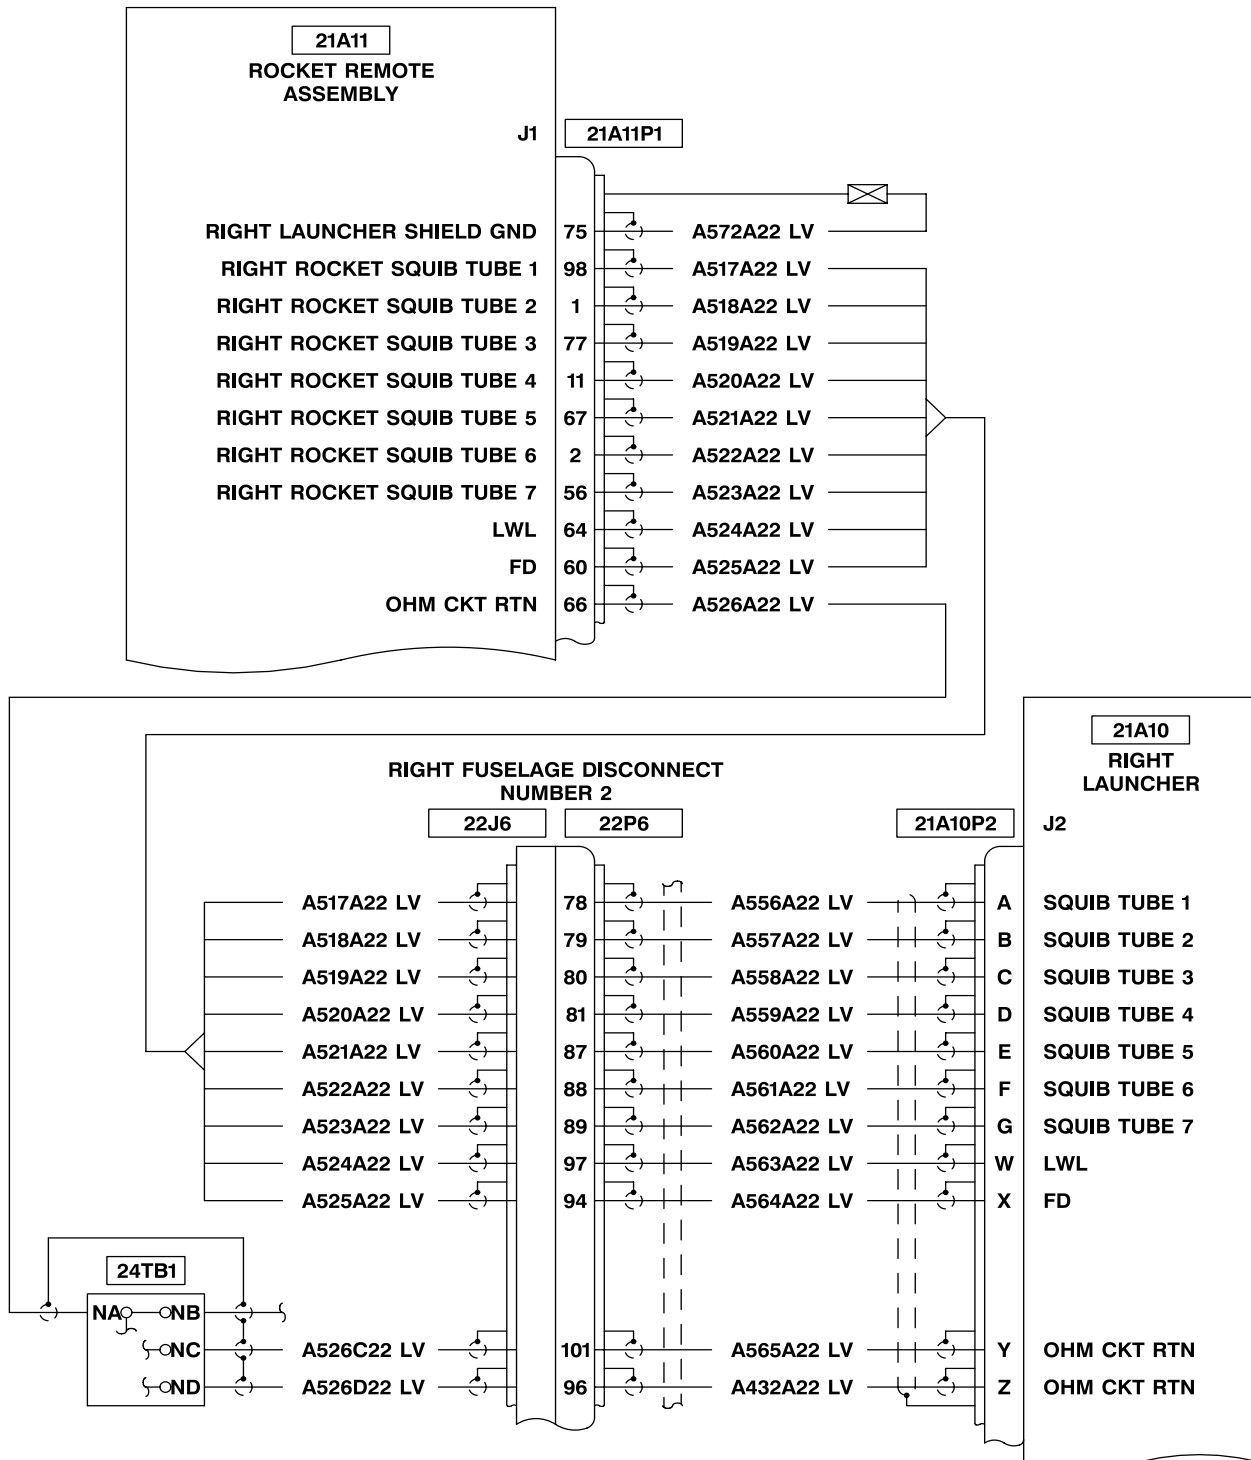 21A11
ROCKET REMOTE
ASSEMBLY
J1 21A11P1
RIGHT LAUNCHER SHIELD GND 75 A572A22 LV
RIGHT ROCKET SQUIB TUBE 1 98 A517A22 LV
RIGHT ROCKET SQUIB TUBE 2 1 A518A22 LV
RIGHT ROCKET SQUIB TUBE 3 77 A519A22 LV
RIGHT ROCKET SQUIB TUBE 4 11 A520A22 LV
RIGHT ROCKET SQUIB TUBE 5 67 A521A22 LV
RIGHT ROCKET SQUIB TUBE 6 2 A522A22 LV
RIGHT ROCKET SQUIB TUBE 7 56 A523A22 LV
LWL 64 A524A22 LV
FD 60 A525A22 LV
OHM CKT RTN 66 A526A22 LV
21A10
RIGHT
LAUNCHER
RIGHT FUSELAGE DISCONNECT
NUMBER 2
22J6 22P6 21A10P2 J2
A517A22 LV 78 A556A22 LV A SQUIB TUBE 1
A518A22 LV 79 A557A22 LV B SQUIB TUBE 2
A519A22 LV 80 A558A22 LV C SQUIB TUBE 3
A520A22 LV 81 A559A22 LV D SQUIB TUBE 4
A521A22 LV 87 A560A22 LV E SQUIB TUBE 5
A522A22 LV 88 A561A22 LV F SQUIB TUBE 6
A523A22 LV 89 A562A22 LV G SQUIB TUBE 7
A524A22 LV 97 A563A22 LV W LWL
A525A22 LV 94 A564A22 LV X FD
24TB1
NA NB
NC A526C22 LV 101 A565A22 LV Y OHM CKT RTN
ND A526D22 LV 96 A432A22 LV Z OHM CKT RTN